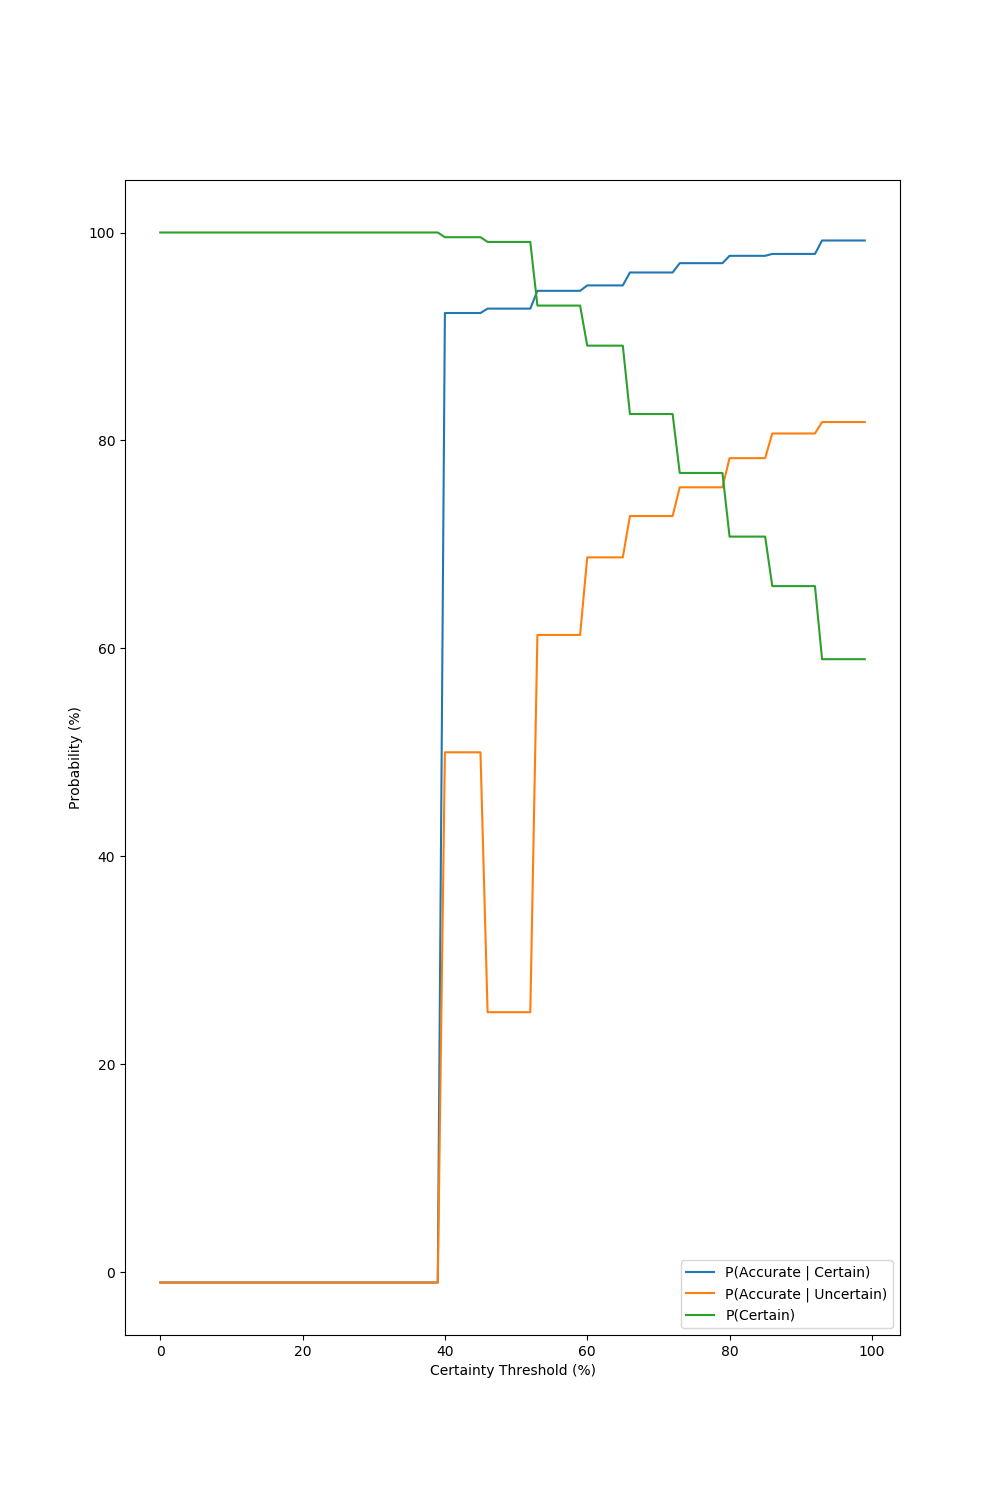 100
80
60
40
20
0
Probability (%)
0 20 40 60 80 100
Certainty Threshold (%)
P(Accurate | Certain)
P(Accurate | Uncertain)
P(Certain)